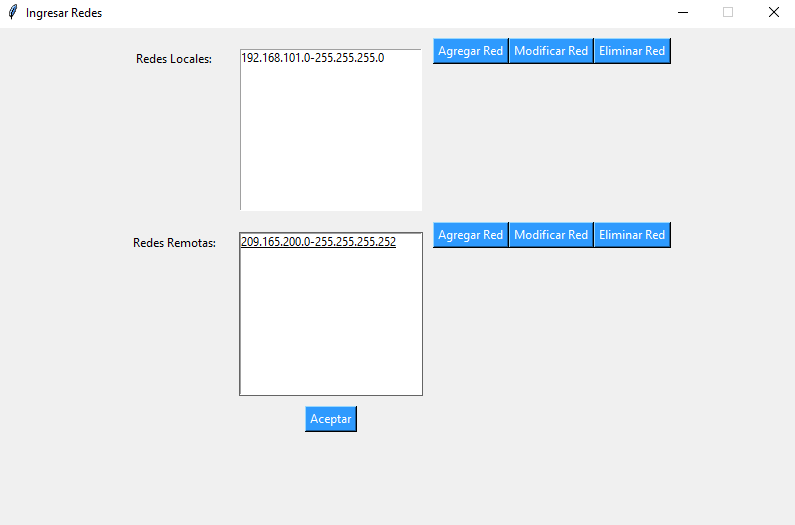 Ingresar Redes
Redes Locales:
192.168.101.0-255.255.255.0
Agregar Red Modificar Red Eliminar Red
Redes Remotas:
209.165.200.0-255.255.255.252
Agregar Red Modificar Red Eliminar Red
Aceptar